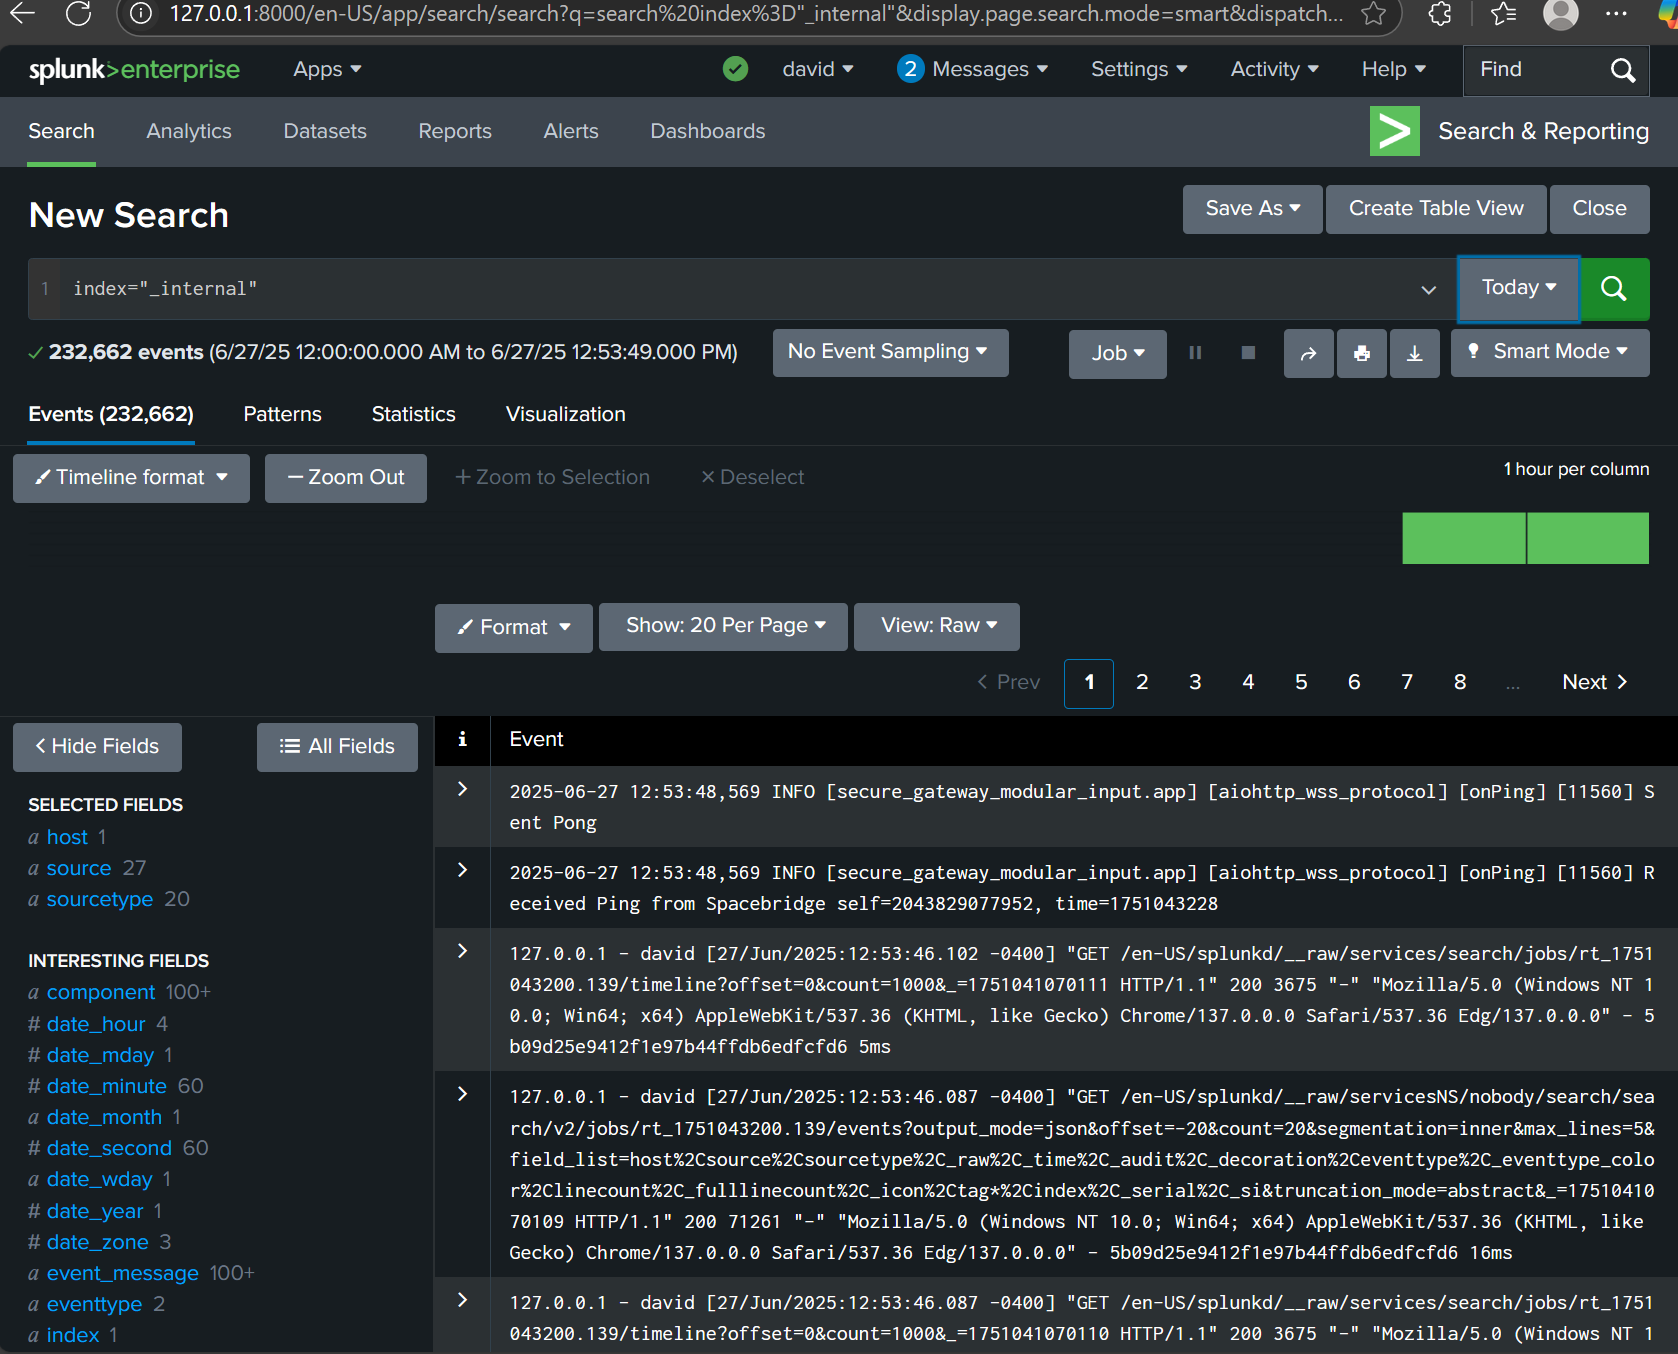 127.0.0.1:8000/en-US/app/search/search?q=search%20index%3D"_internal"&display.page.search.mode=smart&dispatch...
splunk>enterprise Apps david 2 Messages Settings Activity Help Find
Search Analytics Datasets Reports Alerts Dashboards > Search & Reporting
New Search Save As Create Table View Close
1 index="_internal" Today
232,662 events (6/27/25 12:00:00.000 AM to 6/27/25 12:53:49.000 PM) No Event Sampling Job Smart Mode
Events (232,662) Patterns Statistics Visualization
Timeline format — Zoom Out + Zoom to Selection × Deselect 1 hour per column
Format Show: 20 Per Page View: Raw
< Prev 1 2 3 4 5 6 7 8 ... Next >
< Hide Fields All Fields i Event
SELECTED FIELDS
a host 1
a source 27
a sourcetype 20
INTERESTING FIELDS
a component 100+
# date_hour 4
# date_mday 1
# date_minute 60
a date_month 1
# date_second 60
a date_wday 1
# date_year 1
# date_zone 3
a event_message 100+
a eventtype 2
a index 1
> 2025-06-27 12:53:48,569 INFO [secure_gateway_modular_input.app] [aiohttp_wss_protocol] [onPing] [11560] S
ent Pong
> 2025-06-27 12:53:48,569 INFO [secure_gateway_modular_input.app] [aiohttp_wss_protocol] [onPing] [11560] R
eceived Ping from Spacebridge self=2043829077952, time=1751043228
> 127.0.0.1 - david [27/Jun/2025:12:53:46.102 -0400] "GET /en-US/splunkd/__raw/services/search/jobs/rt_1751
043200.139/timeline?offset=0&count=1000&_=1751041070111 HTTP/1.1" 200 3675 "-" "Mozilla/5.0 (Windows NT 1
0.0; Win64; x64) AppleWebKit/537.36 (KHTML, like Gecko) Chrome/137.0.0.0 Safari/537.36 Edg/137.0.0.0" - 5
b09d25e9412f1e97b44ffdb6edfcfd6 5ms
> 127.0.0.1 - david [27/Jun/2025:12:53:46.087 -0400] "GET /en-US/splunkd/__raw/servicesNS/nobody/search/sea
rch/v2/jobs/rt_1751043200.139/events?output_mode=json&offset=-20&count=20&segmentation=inner&max_lines=5&
field_list=host%2Csource%2Csourcetype%2C_raw%2C_time%2C_audit%2C_decoration%2Ceventtype%2C_eventtype_colo
r%2Clinecount%2C_fulllinecount%2C_icon%2Ctag*%2Cindex%2C_serial%2C_si&truncation_mode=abstract&_=17510410
70109 HTTP/1.1" 200 71261 "-" "Mozilla/5.0 (Windows NT 10.0; Win64; x64) AppleWebKit/537.36 (KHTML, like
Gecko) Chrome/137.0.0.0 Safari/537.36 Edg/137.0.0.0" - 5b09d25e9412f1e97b44ffdb6edfcfd6 16ms
> 127.0.0.1 - david [27/Jun/2025:12:53:46.087 -0400] "GET /en-US/splunkd/__raw/services/search/jobs/rt_1751
043200.139/timeline?offset=0&count=1000&_=1751041070110 HTTP/1.1" 200 3675 "-" "Mozilla/5.0 (Windows NT 1